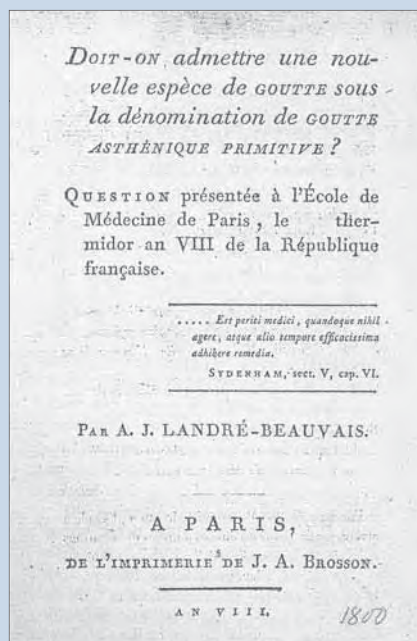 DOIT-ON admettre une nou-
velle espèce de GOUTTE sous
la dénomination de GOUTTE
ASTHÉNIQUE PRIMITIVE ?
QUESTION présentée à l'École de
Médecine de Paris, le ther-
midor an VIII de la République
française.
..... Est periti medici, quandoque nihil
agere, atque alio tempore efficacissima
adhibere remedia.
SYDENHAM, sect. V, cap. VI.
PAR A. J. LANDRÉ-BEAUVAIS.
A PARIS,
DE L'IMPRIMERIE DE J. A. BROSSON.
AN VIII.
1800